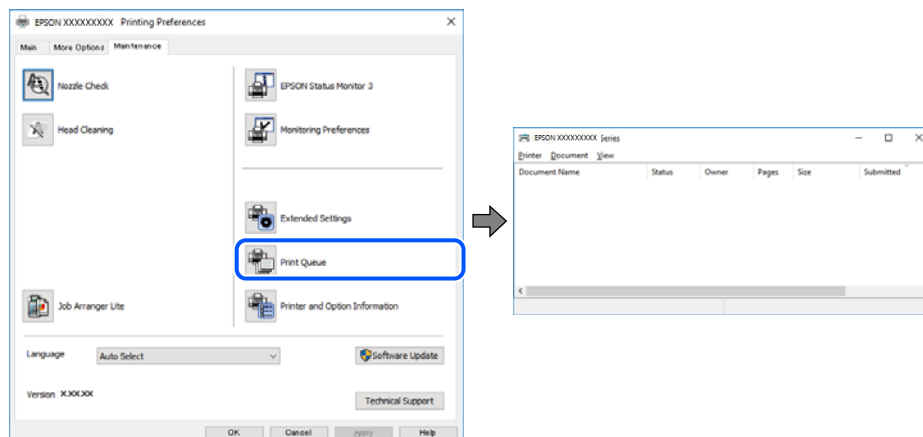 EPSON XXXXXXXXX Printing Preferences
Main More Options Maintenance
Nozzle Check
EPSON Status Monitor 3
Head Cleaning
Monitoring Preferences
Extended Settings
Print Queue
Job Arranger Lite
Printer and Option Information
Language Auto Select Software Update
Version X.XX.XX
Technical Support
OK Cancel Apply Help
EPSON XXXXXXXXX Series
Printer Document View
Document Name Status Owner Pages Size Submitted